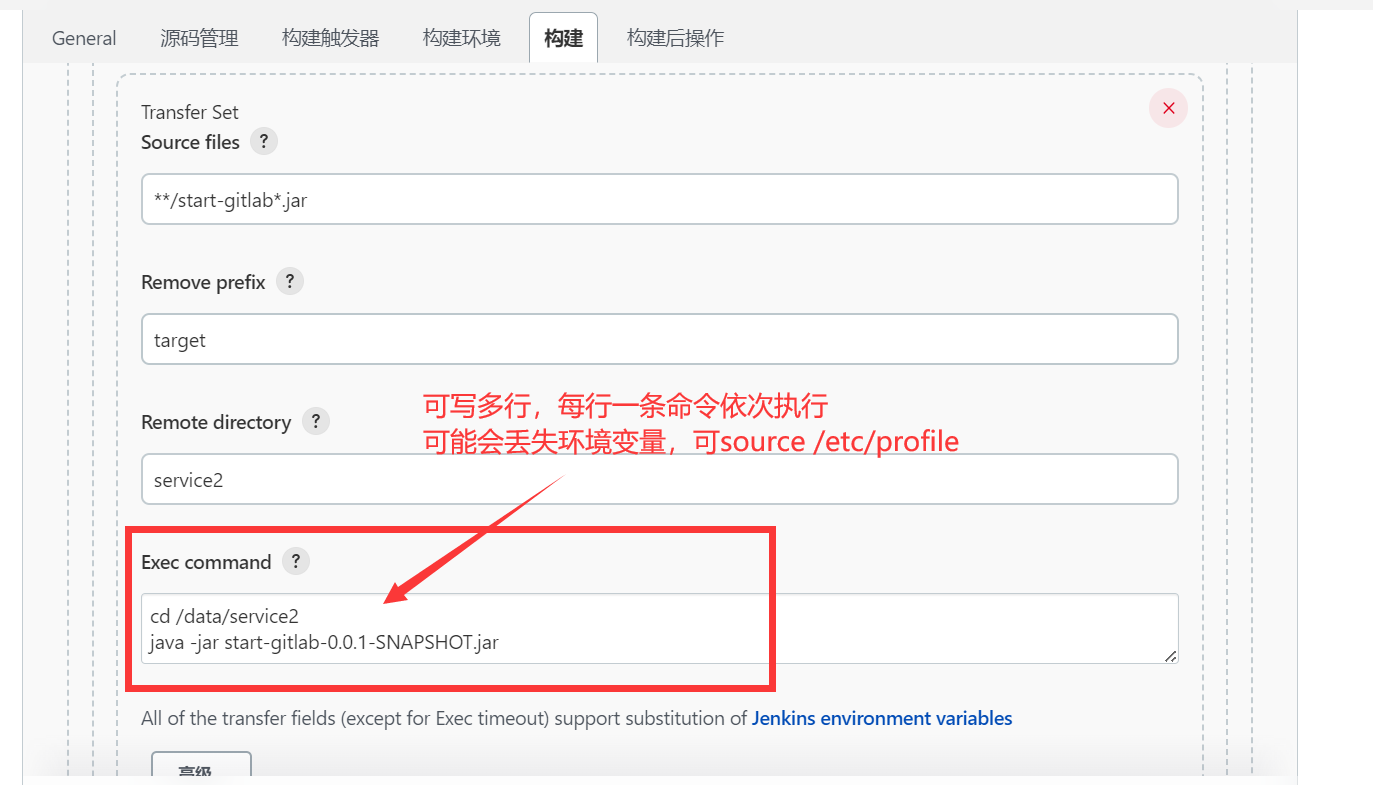 General 源码管理 构建触发器 构建环境 构建 构建后操作
Transfer Set
Source files ?
**/start-gitlab*.jar
Remove prefix ?
target
可写多行，每行一条命令依次执行
可能会丢失环境变量，可source /etc/profile
Remote directory ?
service2
Exec command ?
cd /data/service2
java -jar start-gitlab-0.0.1-SNAPSHOT.jar
All of the transfer fields (except for Exec timeout) support substitution of Jenkins environment variables
高级